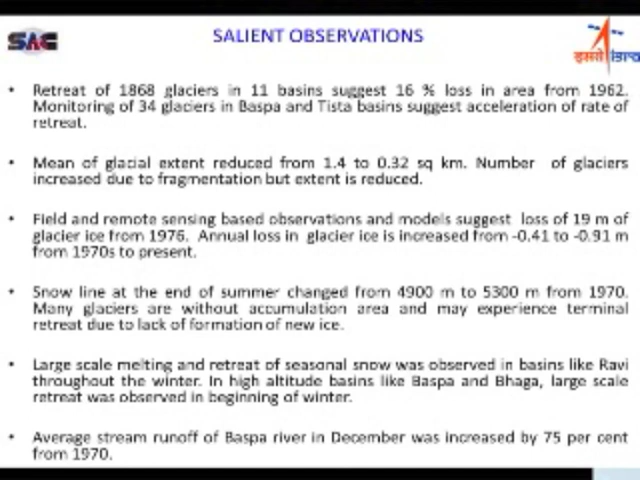 SAC
SALIENT OBSERVATIONS
इसरो isro
• Retreat of 1868 glaciers in 11 basins suggest 16 % loss in area from 1962.
Monitoring of 34 glaciers in Baspa and Tista basins suggest acceleration of rate of
retreat.
• Mean of glacial extent reduced from 1.4 to 0.32 sq km. Number of glaciers
increased due to fragmentation but extent is reduced.
• Field and remote sensing based observations and models suggest loss of 19 m of
glacier ice from 1976. Annual loss in glacier ice is increased from -0.41 to -0.91 m
from 1970s to present.
• Snow line at the end of summer changed from 4900 m to 5300 m from 1970.
Many glaciers are without accumulation area and may experience terminal
retreat due to lack of formation of new ice.
• Large scale melting and retreat of seasonal snow was observed in basins like Ravi
throughout the winter. In high altitude basins like Baspa and Bhaga, large scale
retreat was observed in beginning of winter.
• Average stream runoff of Baspa river in December was increased by 75 per cent
from 1970.